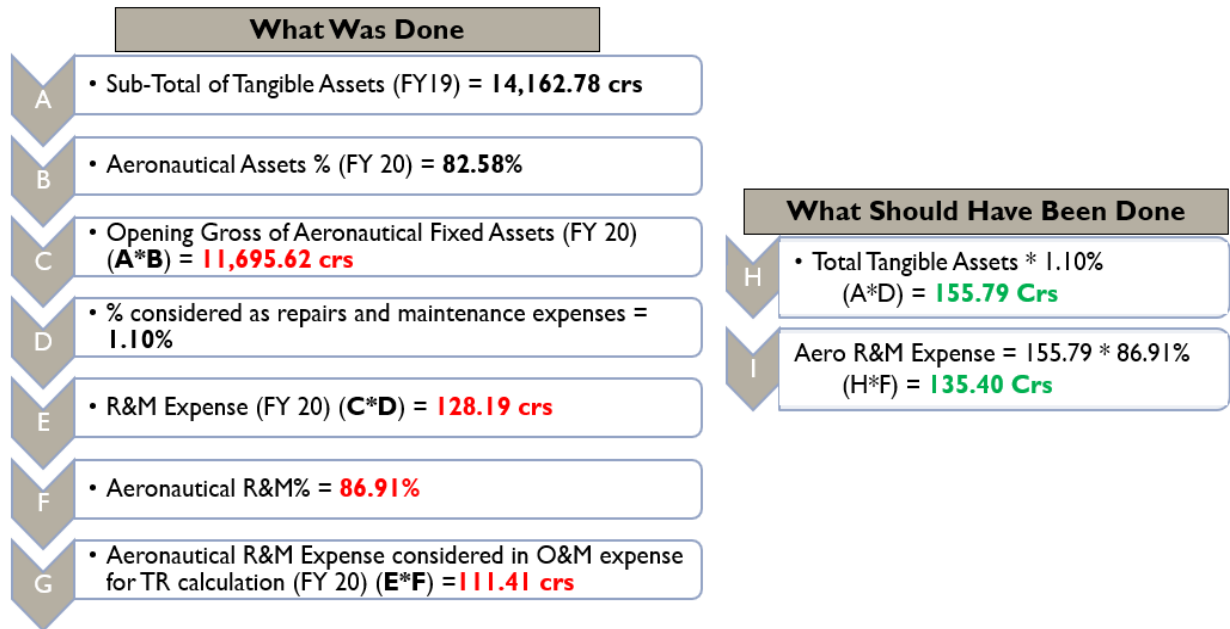 What Was Done
A
• Sub-Total of Tangible Assets (FY19) = 14,162.78 crs
B
• Aeronautical Assets % (FY 20) = 82.58%
C
• Opening Gross of Aeronautical Fixed Assets (FY 20)
(A*B) = 11,695.62 crs
D
• % considered as repairs and maintenance expenses =
1.10%
E
• R&M Expense (FY 20) (C*D) = 128.19 crs
F
• Aeronautical R&M% = 86.91%
G
• Aeronautical R&M Expense considered in O&M expense
for TR calculation (FY 20) (E*F) =111.41 crs
What Should Have Been Done
H
• Total Tangible Assets * 1.10%
(A*D) = 155.79 Crs
I
Aero R&M Expense = 155.79 * 86.91%
(H*F) = 135.40 Crs